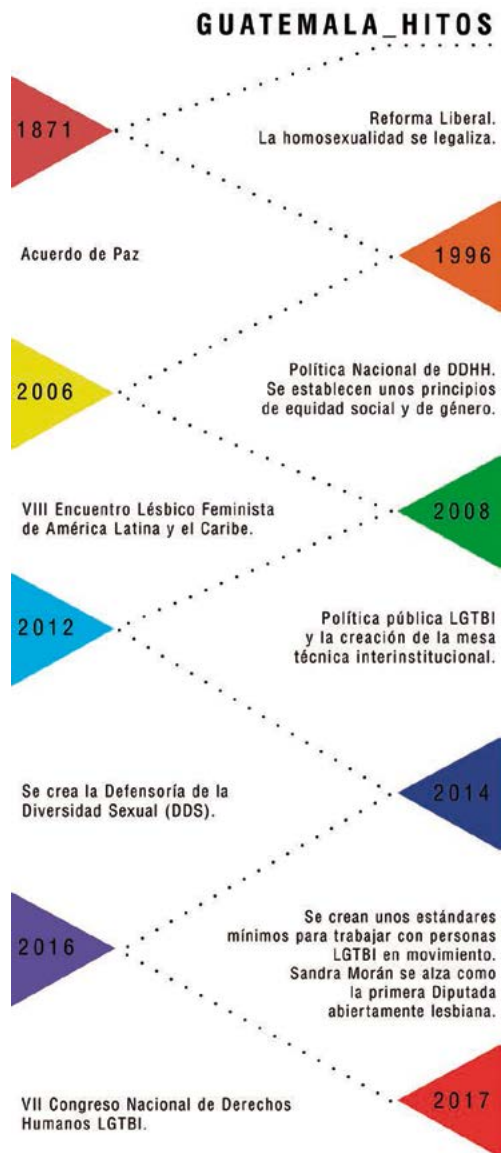 GUATEMALA_HITOS
1871
Reforma Liberal.
La homosexualidad se legaliza.
Acuerdo de Paz
1996
2006
Política Nacional de DDHH.
Se establecen unos principios
de equidad social y de género.
VIII Encuentro Lésbico Feminista
de América Latina y el Caribe.
2008
2012
Política pública LGTBI
y la creación de la mesa
técnica interinstitucional.
Se crea la Defensoría de la
Diversidad Sexual (DDS).
2014
2016
Se crean unos estándares
mínimos para trabajar con personas
LGTBI en movimiento.
Sandra Morán se alza como
la primera Diputada
abiertamente lesbiana.
VII Congreso Nacional de Derechos
Humanos LGTBI.
2017